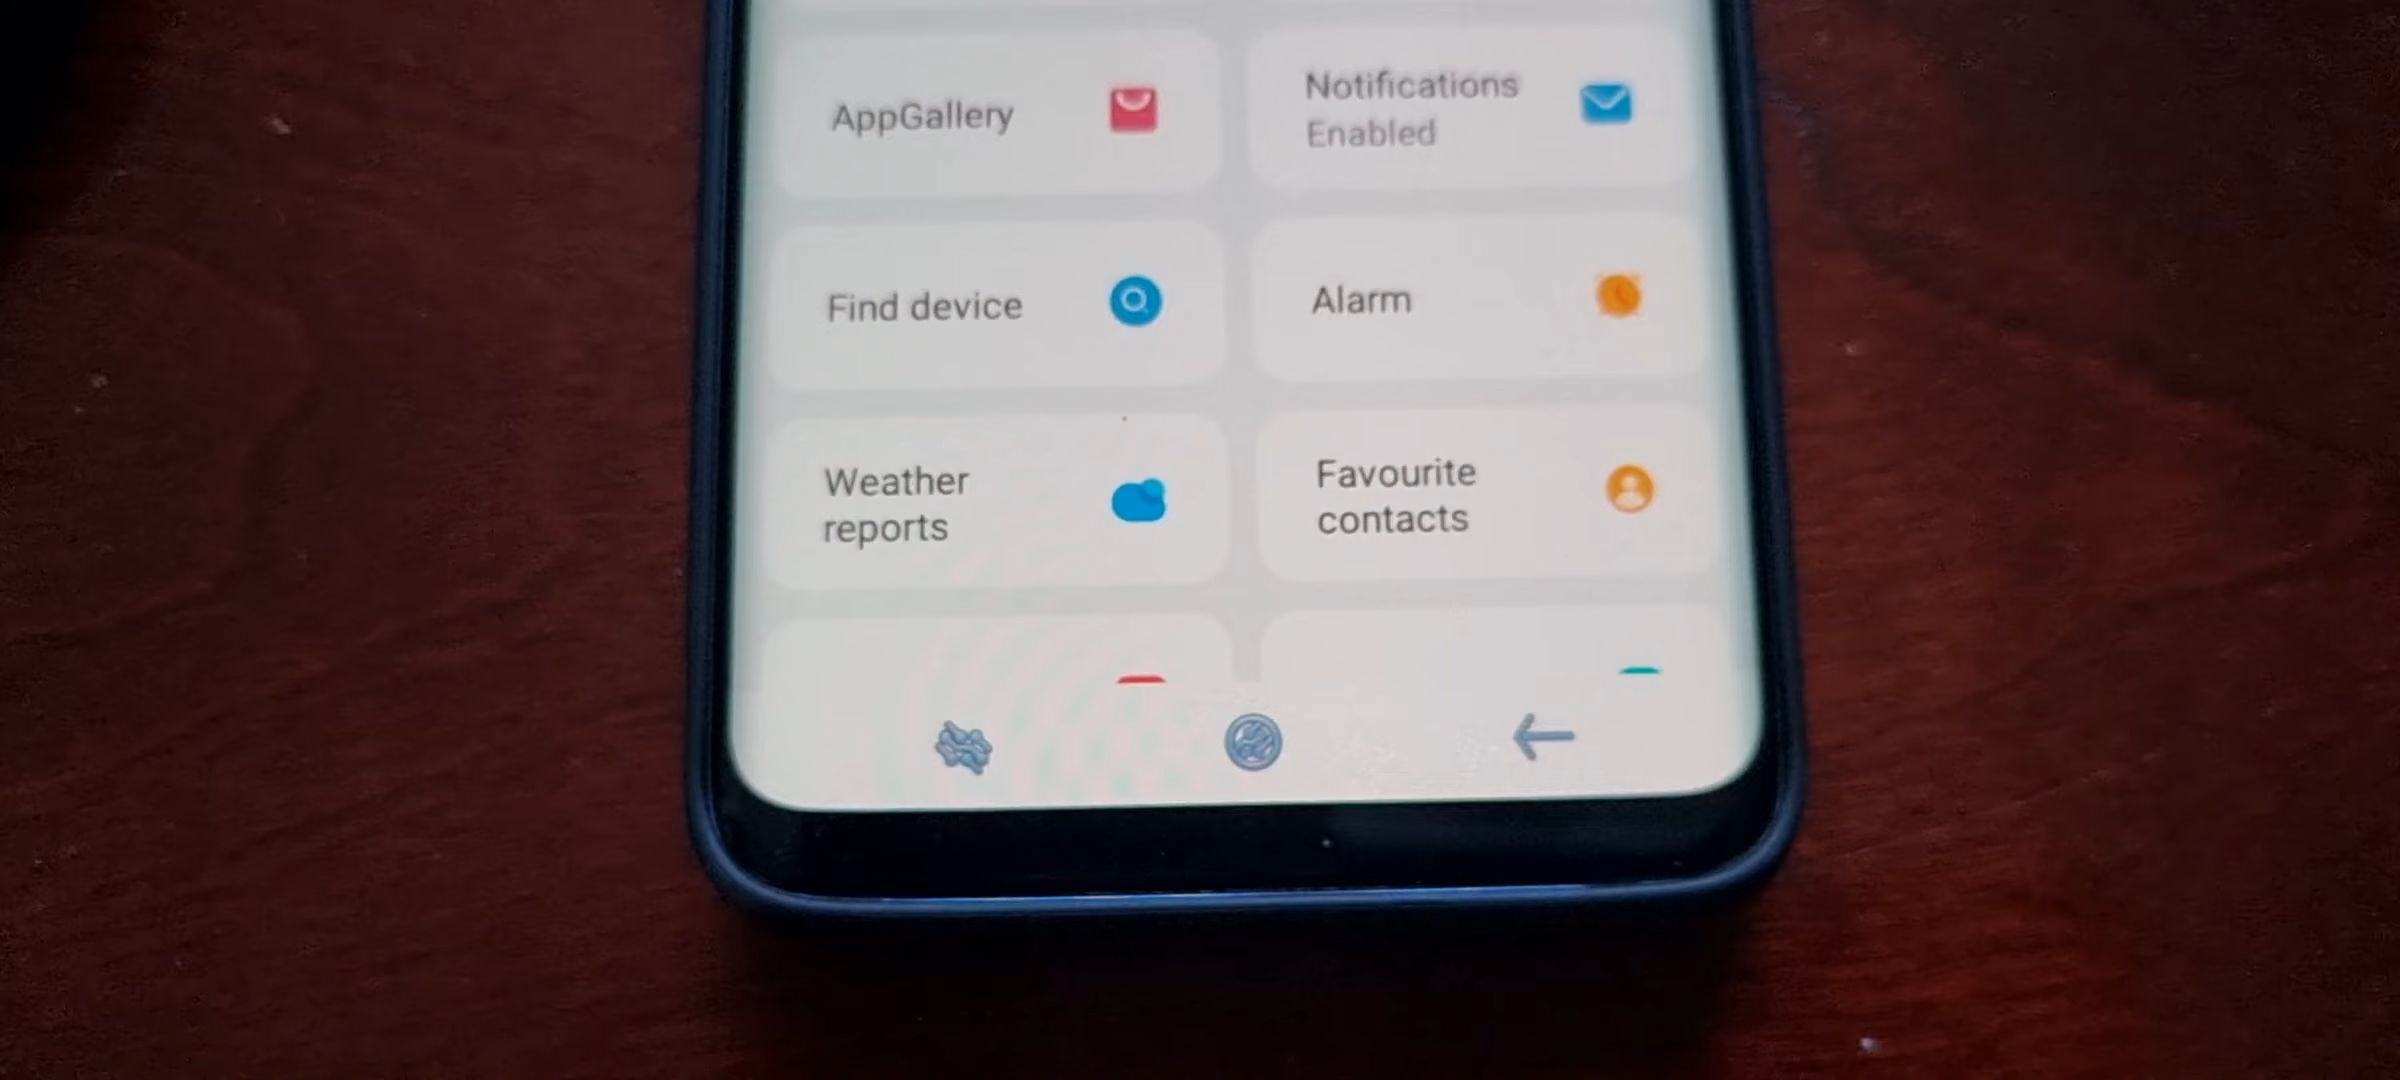 AppGallery
Notifications
Enabled
Find device
Alarm
Weather
reports
Favourite
contacts